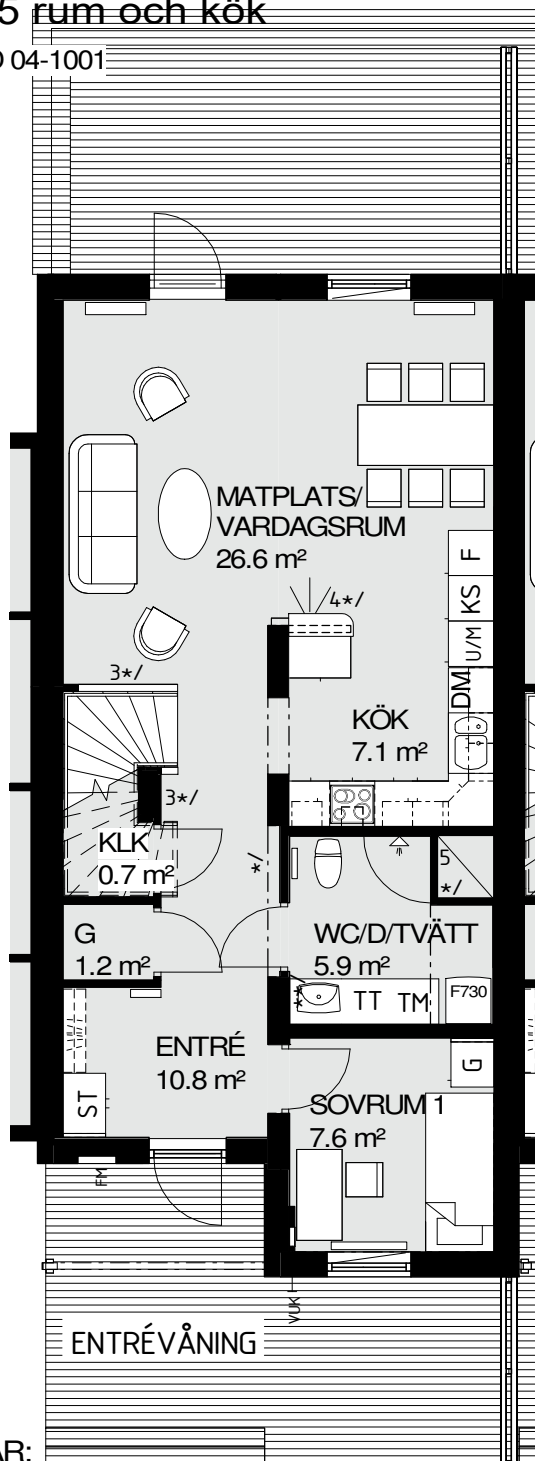 5 rum och kök
04-1001
MATPLATS/
VARDAGSRUM
26.6 m²
F
KS
4*/
U/M
3*/
DM
KÖK
7.1 m²
3*/
KLK
0.7 m²
*/
5
*/
G
1.2 m²
WC/D/TVÄTT
5.9 m²
**
TT
TM
F730
ENTRÉ
10.8 m²
G
ST
SOVRUM 1
7.6 m²
FM
VUK
ENTRÉVÅNING
AR: